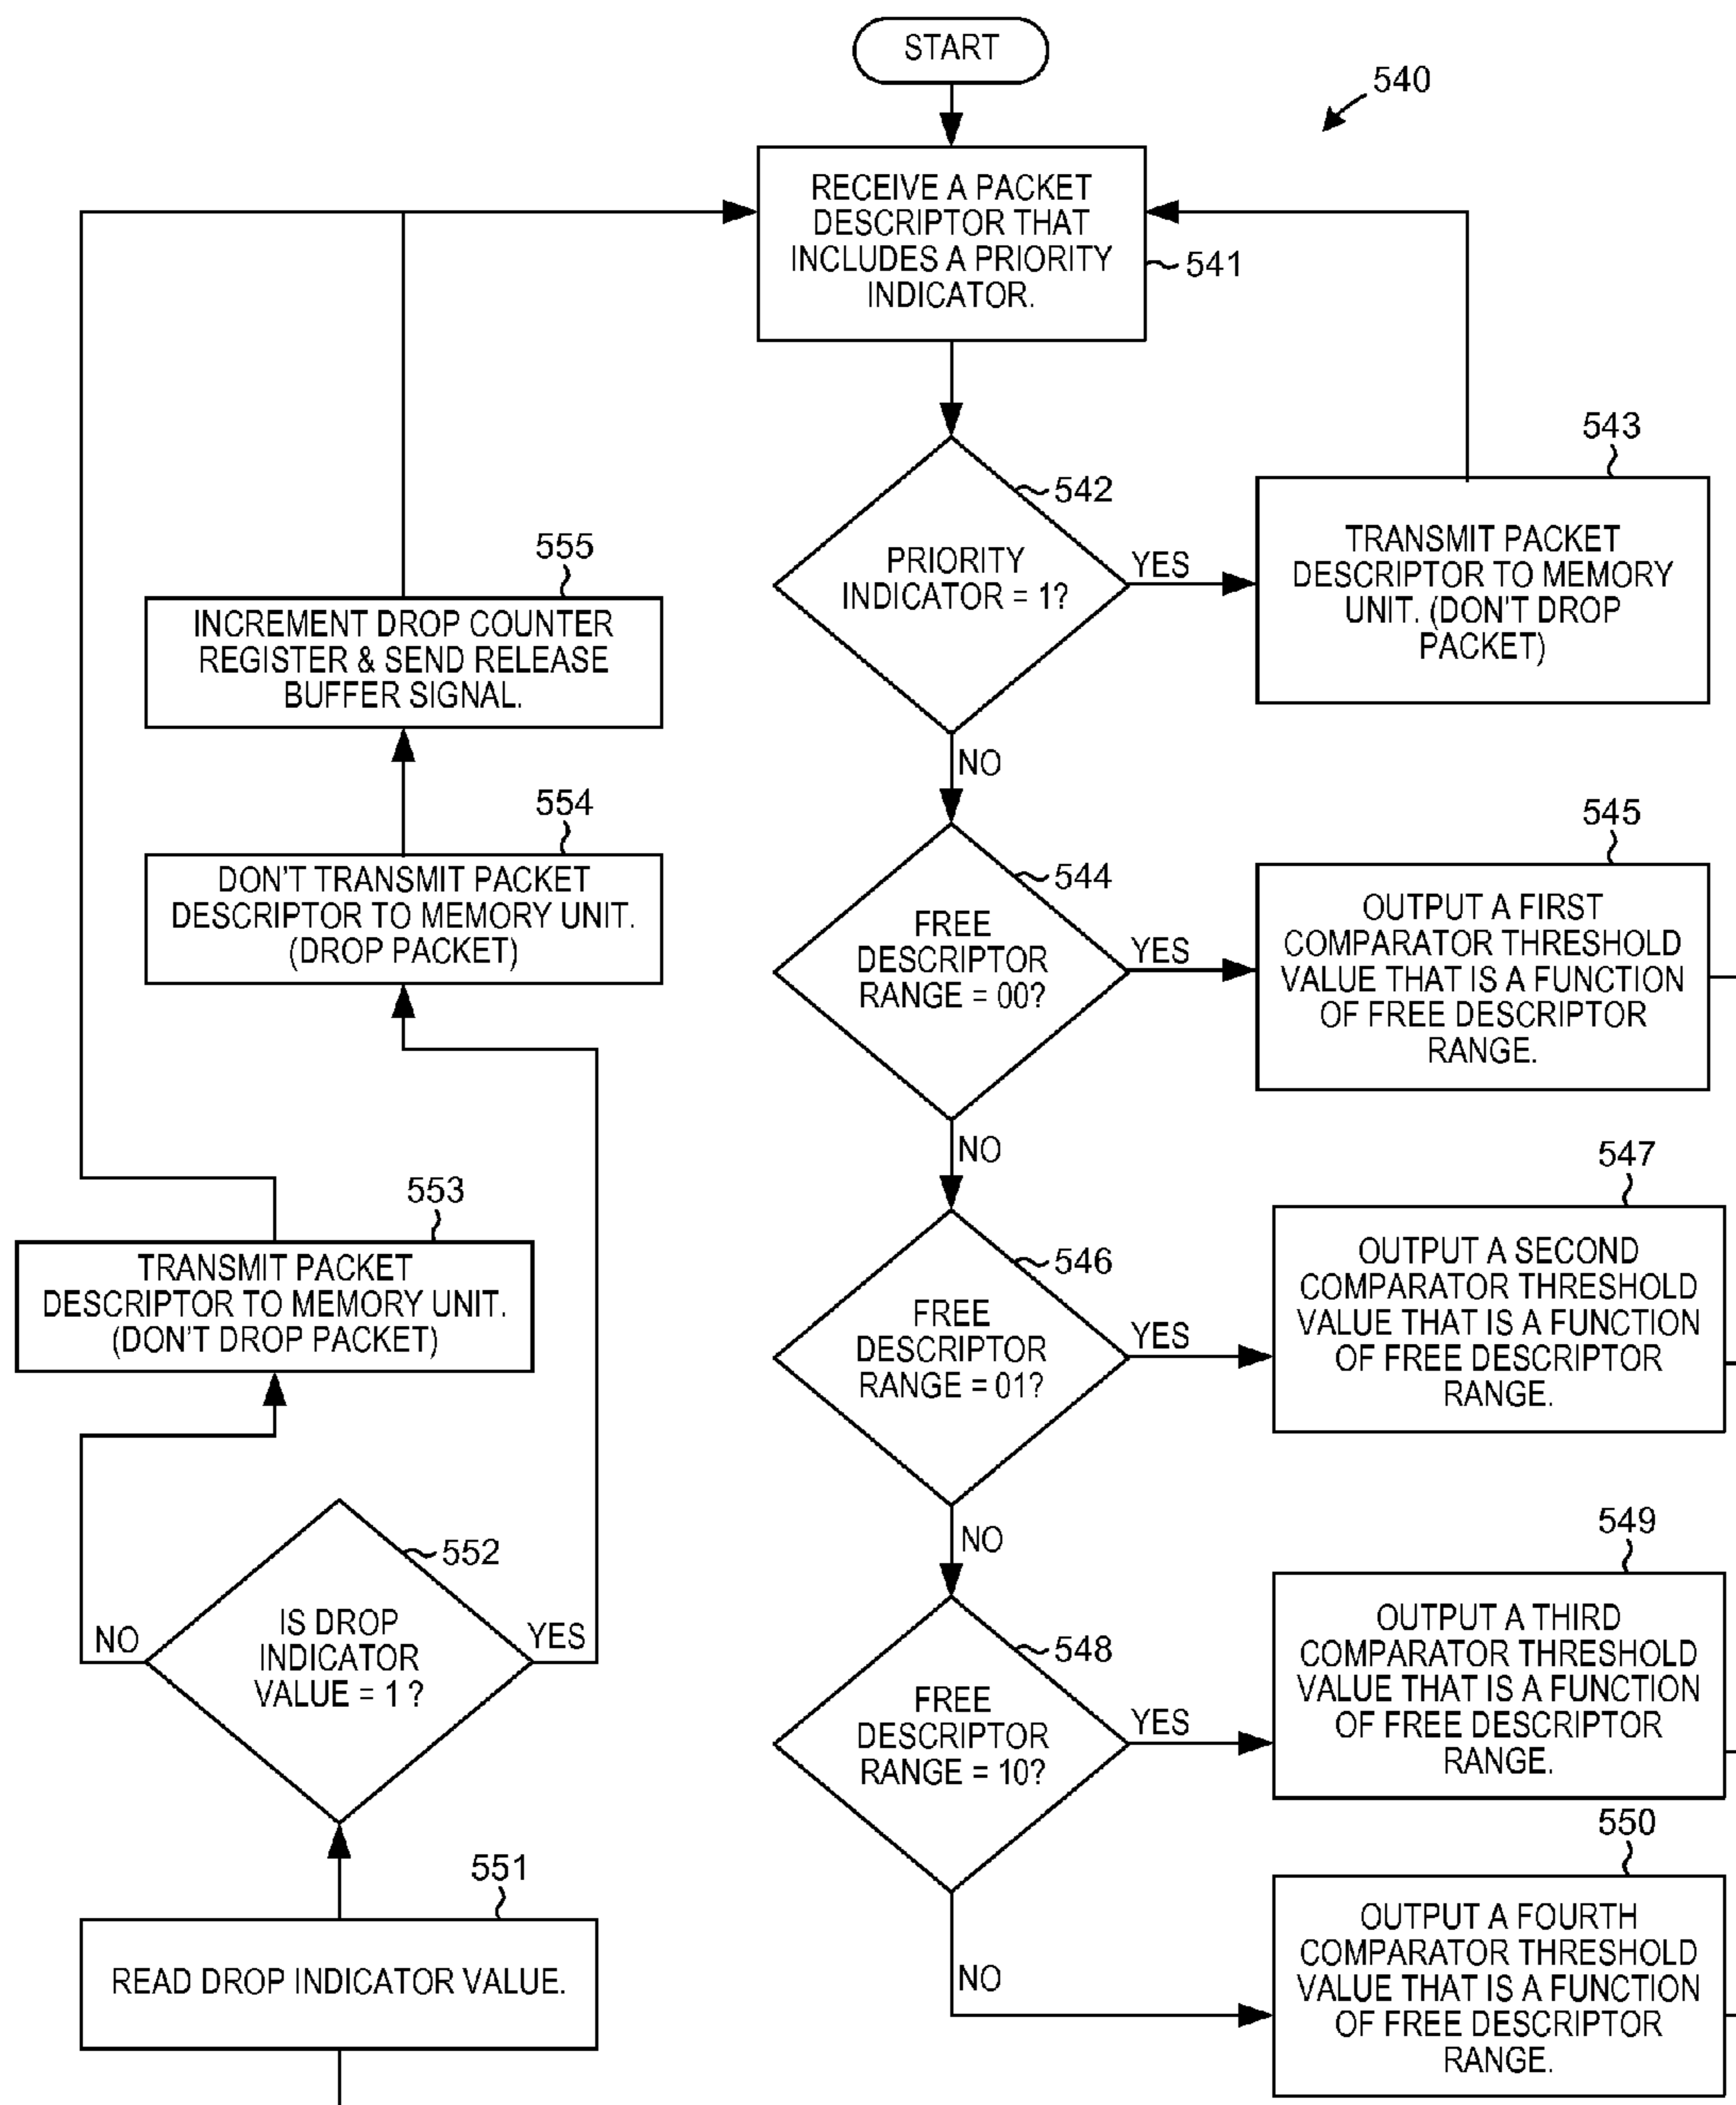 START
540
RECEIVE A PACKET
DESCRIPTOR THAT
INCLUDES A PRIORITY
INDICATOR.
541
542
PRIORITY
INDICATOR = 1?
YES
NO
543
TRANSMIT PACKET
DESCRIPTOR TO MEMORY
UNIT. (DON'T DROP
PACKET)
544
FREE
DESCRIPTOR
RANGE = 00?
YES
NO
545
OUTPUT A FIRST
COMPARATOR THRESHOLD
VALUE THAT IS A FUNCTION
OF FREE DESCRIPTOR
RANGE.
546
FREE
DESCRIPTOR
RANGE = 01?
YES
NO
547
OUTPUT A SECOND
COMPARATOR THRESHOLD
VALUE THAT IS A FUNCTION
OF FREE DESCRIPTOR
RANGE.
548
FREE
DESCRIPTOR
RANGE = 10?
YES
NO
549
OUTPUT A THIRD
COMPARATOR THRESHOLD
VALUE THAT IS A FUNCTION
OF FREE DESCRIPTOR
RANGE.
550
OUTPUT A FOURTH
COMPARATOR THRESHOLD
VALUE THAT IS A FUNCTION
OF FREE DESCRIPTOR
RANGE.
551
READ DROP INDICATOR VALUE.
552
IS DROP
INDICATOR
VALUE = 1 ?
NO
YES
553
TRANSMIT PACKET
DESCRIPTOR TO MEMORY UNIT.
(DON'T DROP PACKET)
554
DON'T TRANSMIT PACKET
DESCRIPTOR TO MEMORY UNIT.
(DROP PACKET)
555
INCREMENT DROP COUNTER
REGISTER & SEND RELEASE
BUFFER SIGNAL.